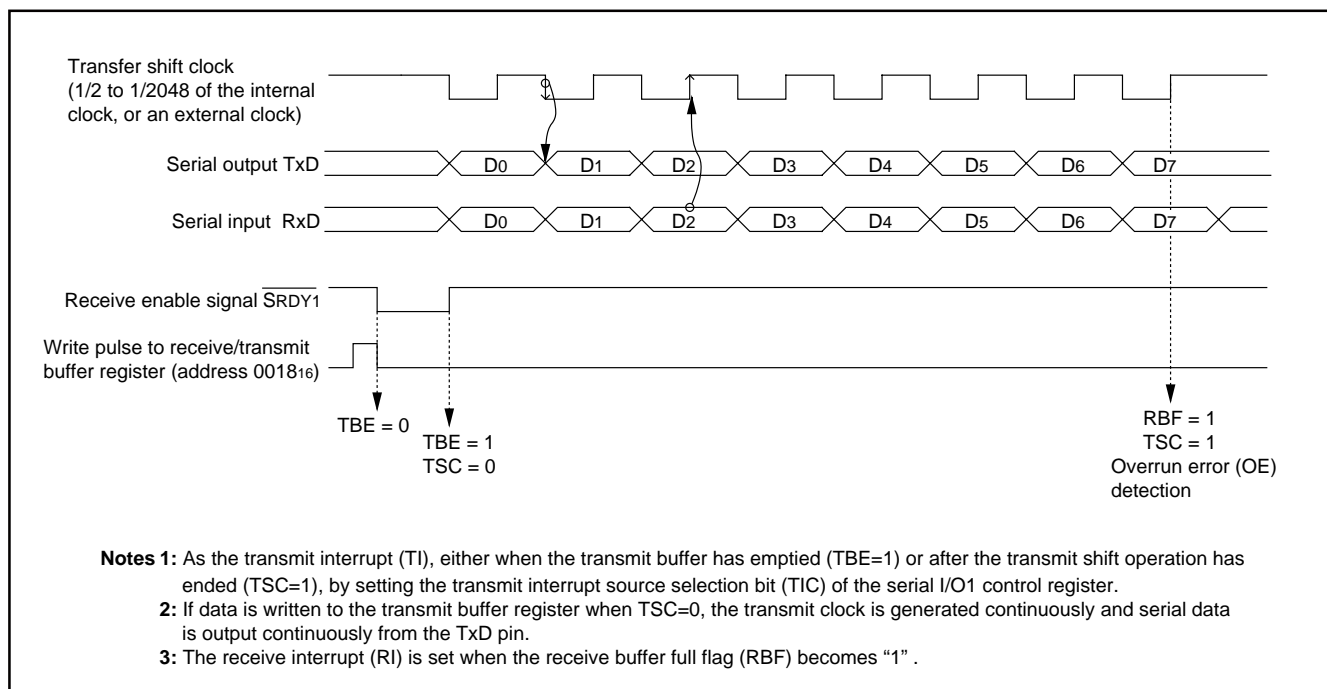 Transfer shift clock
(1/2 to 1/2048 of the internal
clock, or an external clock)
Serial output TxD
D0 D1 D2 D3 D4 D5 D6 D7
Serial input RxD
D0 D1 D2 D3 D4 D5 D6 D7
Receive enable signal SRDY1
Write pulse to receive/transmit
buffer register (address 001816)
TBE = 0
TBE = 1
TSC = 0
RBF = 1
TSC = 1
Overrun error (OE)
detection
Notes 1: As the transmit interrupt (TI), either when the transmit buffer has emptied (TBE=1) or after the transmit shift operation has
ended (TSC=1), by setting the transmit interrupt source selection bit (TIC) of the serial I/O1 control register.
2: If data is written to the transmit buffer register when TSC=0, the transmit clock is generated continuously and serial data
is output continuously from the TxD pin.
3: The receive interrupt (RI) is set when the receive buffer full flag (RBF) becomes “1” .